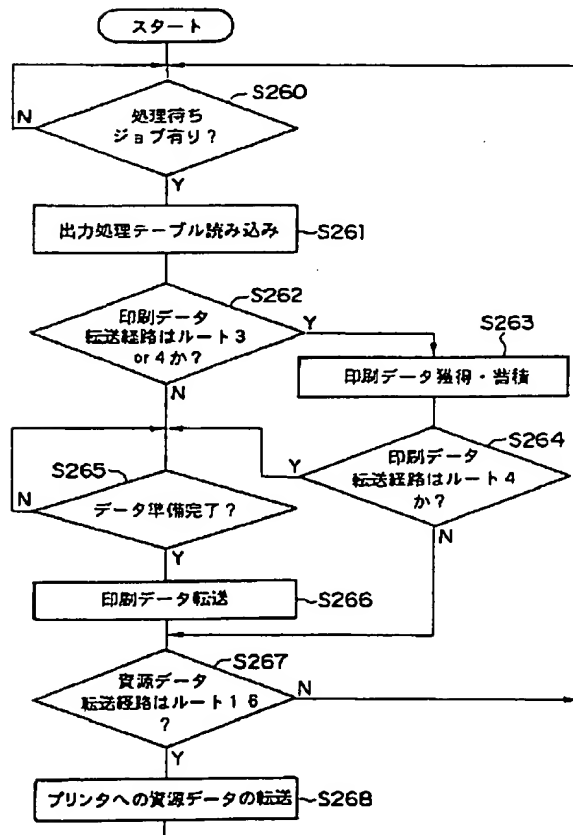 スタート
S260
処理待ち
ジョブ有り?
N
Y
出力処理テーブル読み込み
S261
S262
印刷データ
転送経路はルート3
or 4か?
Y
N
S263
印刷データ獲得・蓄積
S264
印刷データ
転送経路はルート4
か?
Y
N
S265
データ準備完了?
N
Y
印刷データ転送
S266
S267
資源データ
転送経路はルート16
?
N
Y
プリンタへの資源データの転送
S268